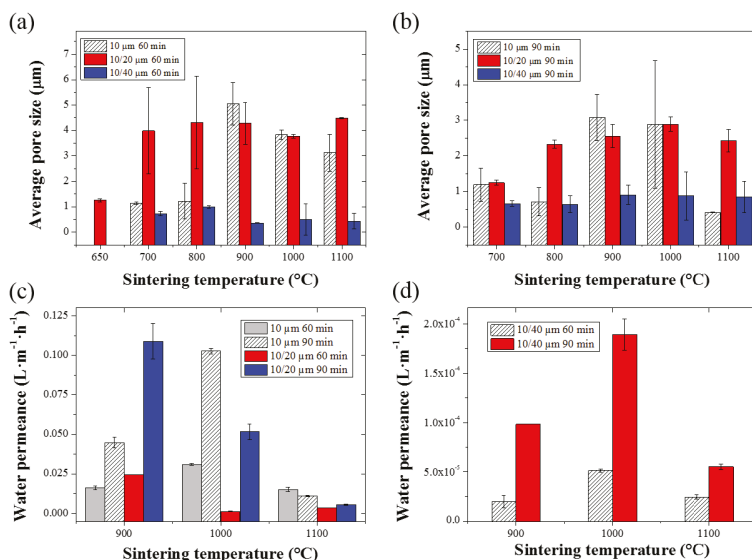 (a)
10 µm 60 min
10/20 µm 60 min
10/40 µm 60 min
Average pore size (µm)
7
6
5
4
3
2
1
0
650 700 800 900 1000 1100
Sintering temperature (°C)
(b)
10 µm 90 min
10/20 µm 90 min
10/40 µm 90 min
Average pore size (µm)
5
4
3
2
1
0
700 800 900 1000 1100
Sintering temperature (°C)
(c)
10 µm 60 min
10 µm 90 min
10/20 µm 60 min
10/20 µm 90 min
Water permeance (L·m⁻¹·h⁻¹)
0.125
0.100
0.075
0.050
0.025
0.000
900 1000 1100
Sintering temperature (°C)
(d)
10/40 µm 60 min
10/40 µm 90 min
Water permeance (L·m⁻¹·h⁻¹)
2.0x10⁻⁴
1.5x10⁻⁴
1.0x10⁻⁴
5.0x10⁻⁵
0.0
900 1000 1100
Sintering temperature (°C)